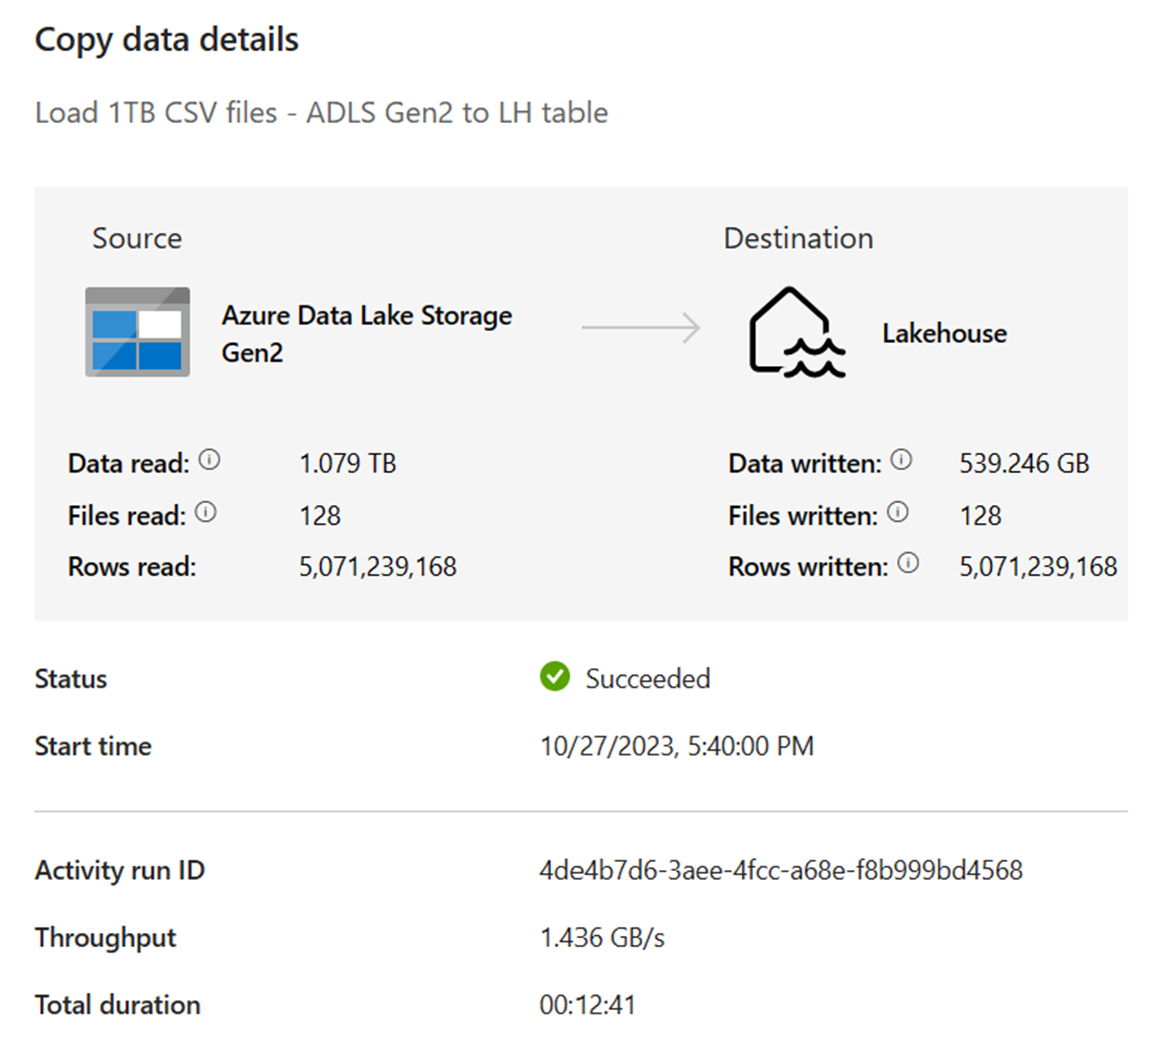 Copy data details
Load 1TB CSV files - ADLS Gen2 to LH table
Source
Destination
Azure Data Lake Storage
Gen2
Lakehouse
Data read: 1.079 TB
Files read: 128
Rows read: 5,071,239,168
Data written: 539.246 GB
Files written: 128
Rows written: 5,071,239,168
Status Succeeded
Start time 10/27/2023, 5:40:00 PM
Activity run ID 4de4b7d6-3aee-4fcc-a68e-f8b999bd4568
Throughput 1.436 GB/s
Total duration 00:12:41